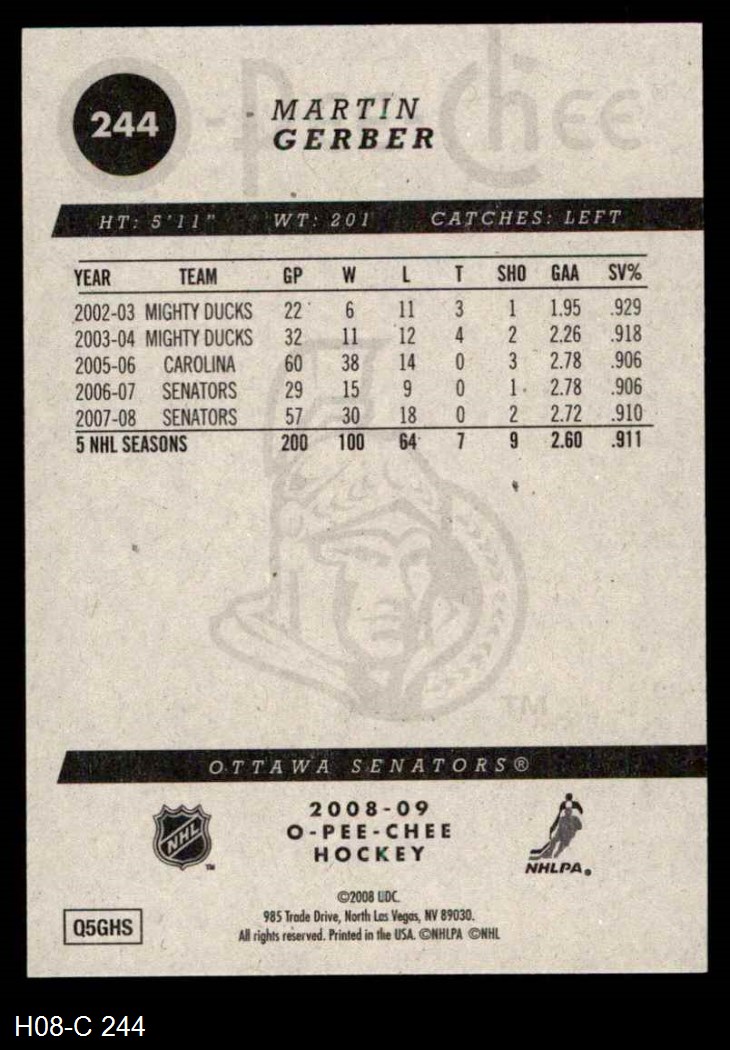 O-Pee-Chee
244
MARTIN
GERBER
HT: 5'11" WT: 201 CATCHES: LEFT
YEAR TEAM GP W L T SHO GAA SV%
2002-03 MIGHTY DUCKS 22 6 11 3 1 1.95 .929
2003-04 MIGHTY DUCKS 32 11 12 4 2 2.26 .918
2005-06 CAROLINA 60 38 14 0 3 2.78 .906
2006-07 SENATORS 29 15 9 0 1 2.78 .906
2007-08 SENATORS 57 30 18 0 2 2.72 .910
5 NHL SEASONS 200 100 64 7 9 2.60 .911
TM
OTTAWA SENATORS®
NHL TM
2008-09
O-PEE-CHEE
HOCKEY
NHLPA®
©2008 UDC.
985 Trade Drive, North Las Vegas, NV 89030.
All rights reserved. Printed in the USA. ©NHLPA ©NHL
Q5GHS
H08-C 244